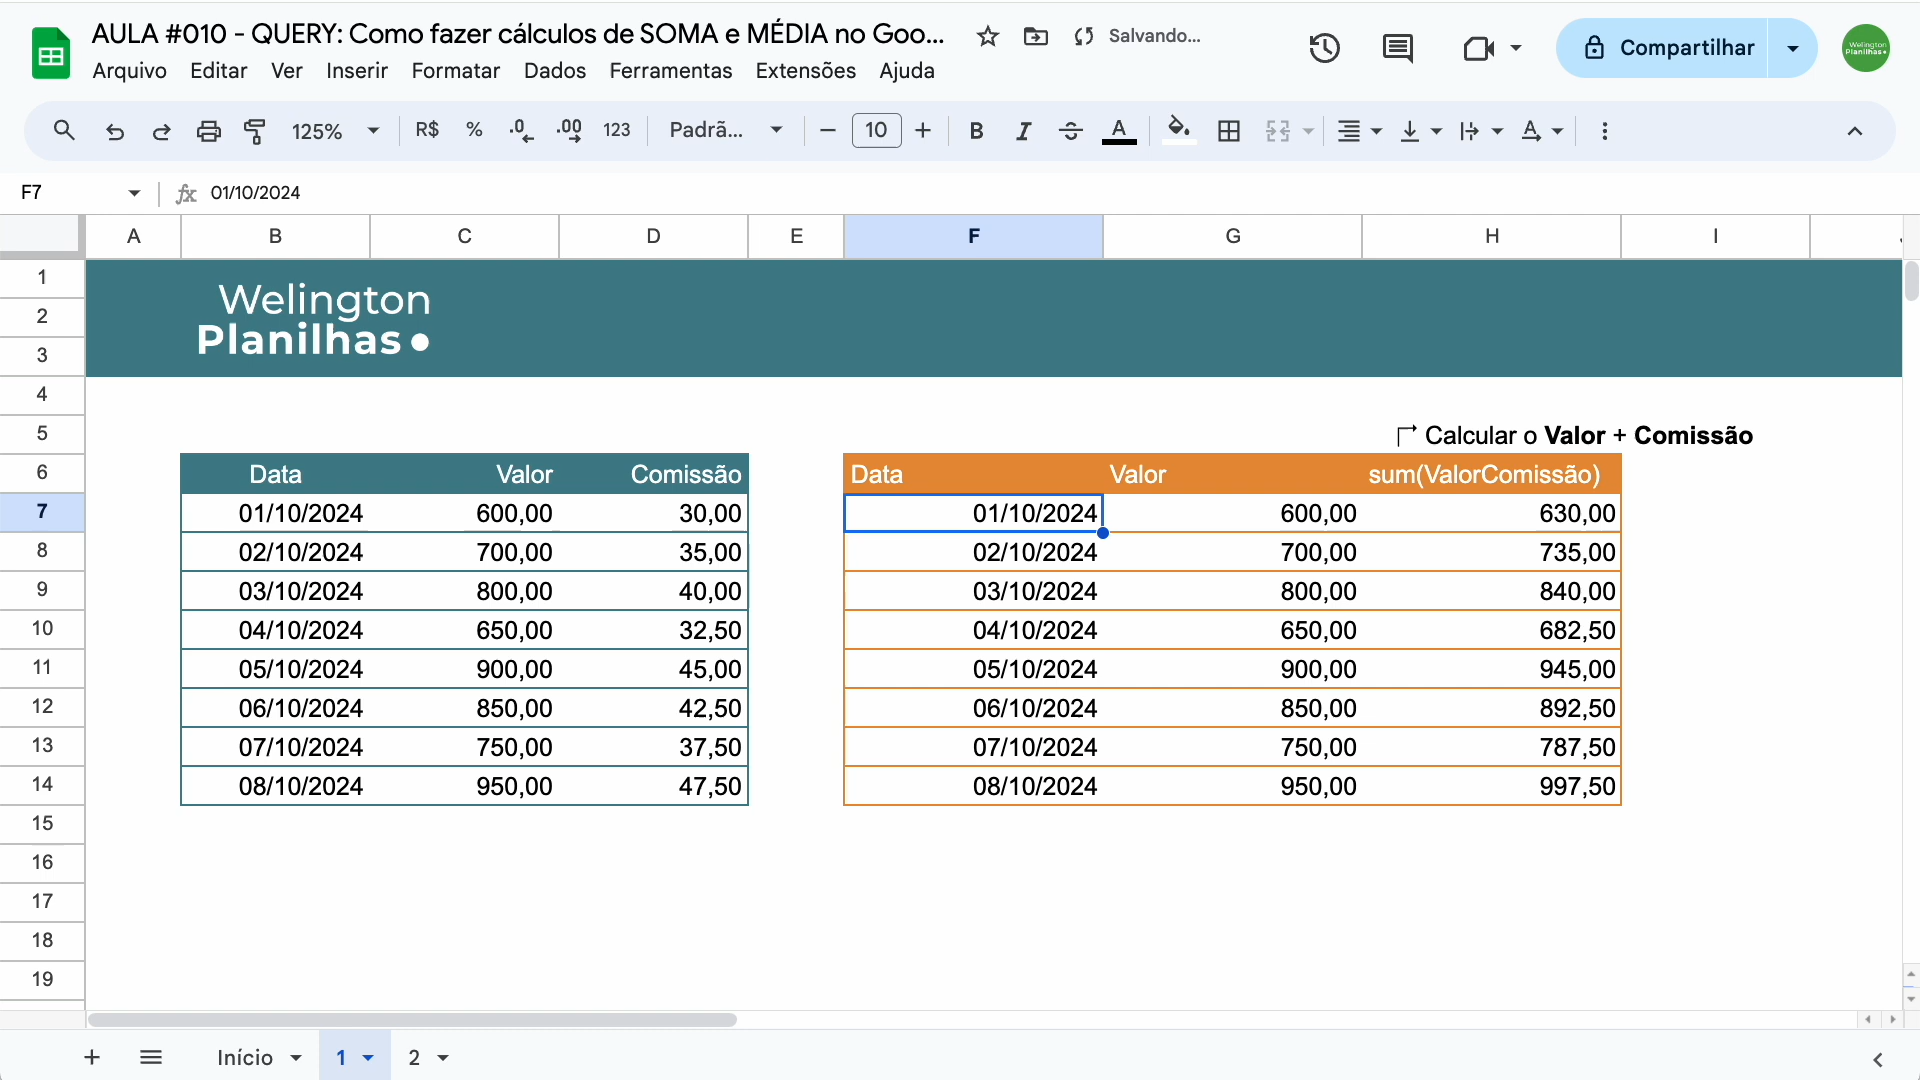 AULA #010 - QUERY: Como fazer cálculos de SOMA e MÉDIA no Goo...
Salvando...
Arquivo Editar Ver Inserir Formatar Dados Ferramentas Extensões Ajuda
Compartilhar
Welington
Planilhas
125% R$ % .0 .00 123 Padrã... 10 B I S A
F7 fx 01/10/2024
A B C D E F G H I
1
2
3
4
5
6
7
8
9
10
11
12
13
14
15
16
17
18
19
Welington
Planilhas
Calcular o Valor + Comissão
Data Valor Comissão
01/10/2024 600,00 30,00
02/10/2024 700,00 35,00
03/10/2024 800,00 40,00
04/10/2024 650,00 32,50
05/10/2024 900,00 45,00
06/10/2024 850,00 42,50
07/10/2024 750,00 37,50
08/10/2024 950,00 47,50
Data Valor sum(ValorComissão)
01/10/2024 600,00 630,00
02/10/2024 700,00 735,00
03/10/2024 800,00 840,00
04/10/2024 650,00 682,50
05/10/2024 900,00 945,00
06/10/2024 850,00 892,50
07/10/2024 750,00 787,50
08/10/2024 950,00 997,50
Início 1 2